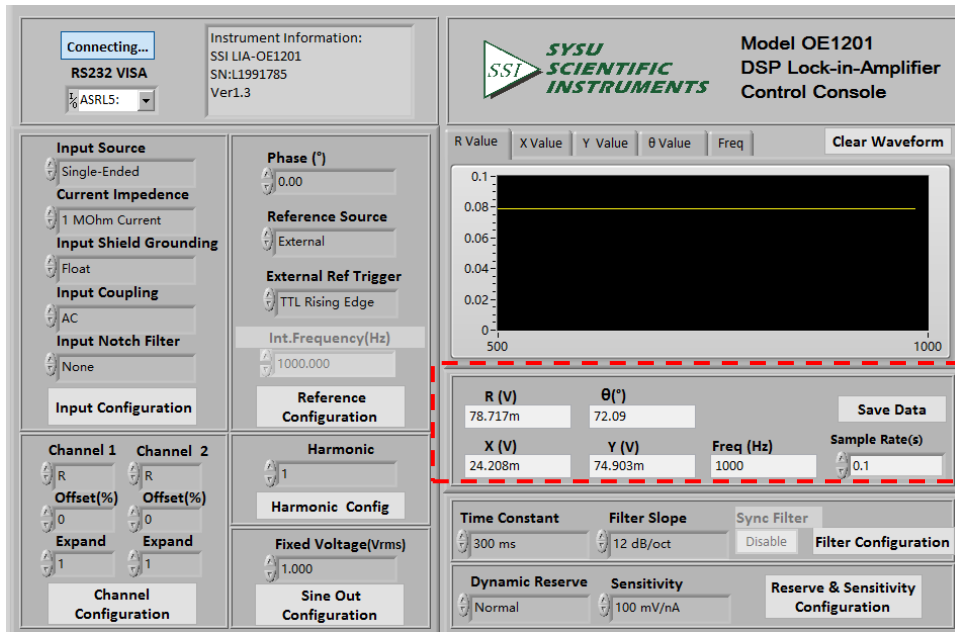 Connecting...
RS232 VISA
I/0 ASRL5:
Instrument Information:
SSI LIA-OE1201
SN:L1991785
Ver1.3
SSI
SYSU
SCIENTIFIC
INSTRUMENTS
Model OE1201
DSP Lock-in-Amplifier
Control Console
Input Source
Single-Ended
Current Impedence
1 MOhm Current
Input Shield Grounding
Float
Input Coupling
AC
Input Notch Filter
None
Input Configuration
Phase (°)
0.00
Reference Source
External
External Ref Trigger
TTL Rising Edge
Int.Frequency(Hz)
1000.000
Reference
Configuration
R Value X Value Y Value θ Value Freq Clear Waveform
0.1
0.08
0.06
0.04
0.02
0
500 1000
R (V) θ(°)
78.717m 72.09
Save Data
X (V) Y (V) Freq (Hz) Sample Rate(s)
24.208m 74.903m 1000 0.1
Channel 1 Channel 2
R R
Offset(%) Offset(%)
0 0
Expand Expand
1 1
Channel
Configuration
Harmonic
1
Harmonic Config
Fixed Voltage(Vrms)
1.000
Sine Out
Configuration
Time Constant Filter Slope Sync Filter
300 ms 12 dB/oct Disable Filter Configuration
Dynamic Reserve Sensitivity
Normal 100 mV/nA
Reserve & Sensitivity
Configuration